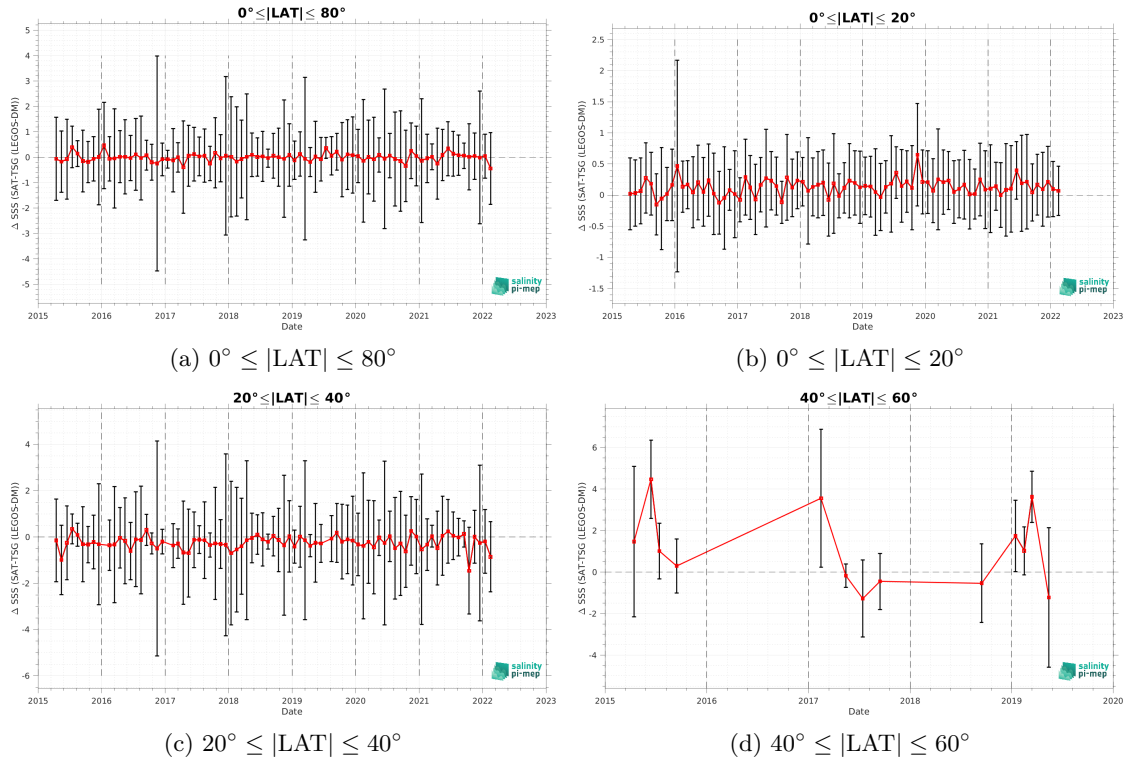 0°≤|LAT|≤ 80°
Δ SSS (SAT-TSG (LEGOS-DM))
5
4
3
2
1
0
-1
-2
-3
-4
-5
2015 2016 2017 2018 2019 2020 2021 2022 2023
Date
salinity
pi-mep
(a) 0° ≤ |LAT| ≤ 80°
0°≤|LAT|≤ 20°
Δ SSS (SAT-TSG (LEGOS-DM))
2.5
2
1.5
1
0.5
0
-0.5
-1
-1.5
2015 2016 2017 2018 2019 2020 2021 2022 2023
Date
salinity
pi-mep
(b) 0° ≤ |LAT| ≤ 20°
20°≤|LAT|≤ 40°
Δ SSS (SAT-TSG (LEGOS-DM))
4
2
0
-2
-4
-6
2015 2016 2017 2018 2019 2020 2021 2022 2023
Date
salinity
pi-mep
(c) 20° ≤ |LAT| ≤ 40°
40°≤|LAT|≤ 60°
Δ SSS (SAT-TSG (LEGOS-DM))
6
4
2
0
-2
-4
2015 2016 2017 2018 2019 2020
Date
salinity
pi-mep
(d) 40° ≤ |LAT| ≤ 60°